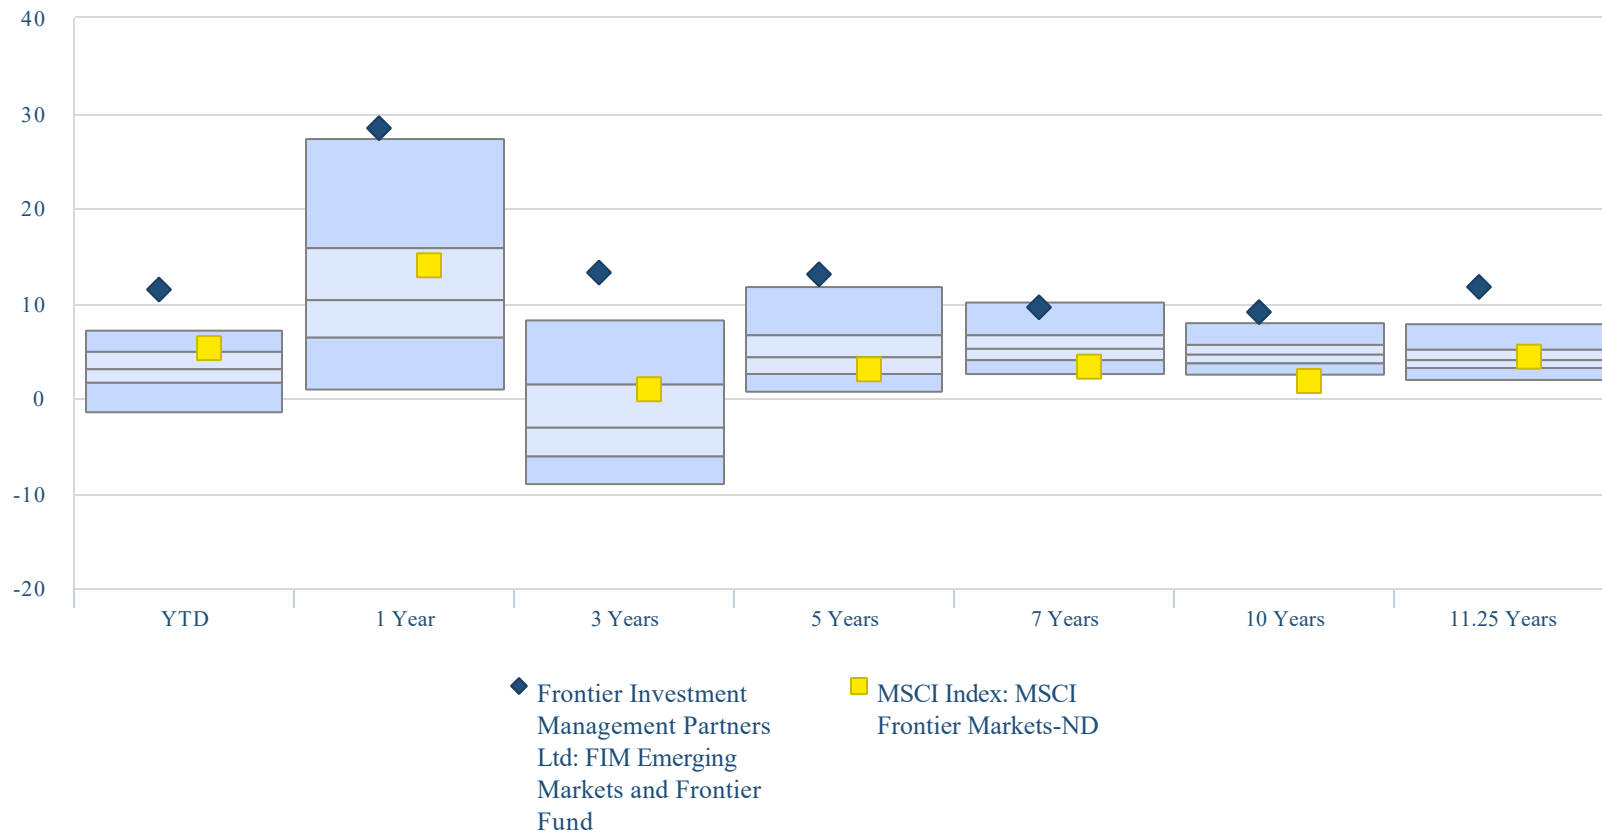 40
30
20
10
0
-10
-20
YTD
1 Year
3 Years
5 Years
7 Years
10 Years
11.25 Years
Frontier Investment
Management Partners
Ltd: FIM Emerging
Markets and Frontier
Fund
MSCI Index: MSCI
Frontier Markets-ND